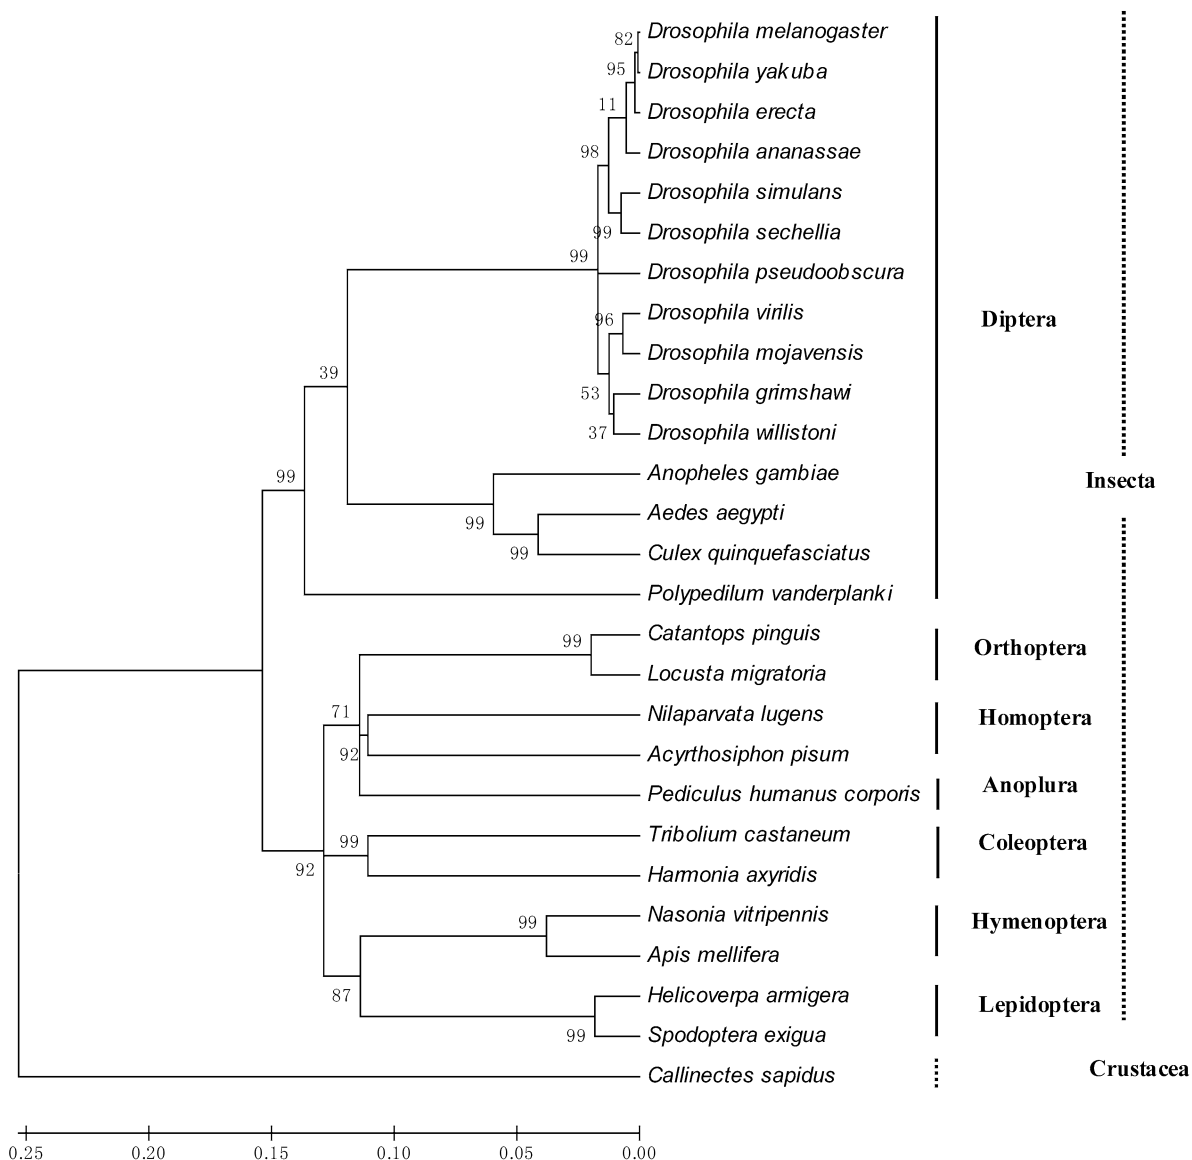 Drosophila melanogaster
82
Drosophila yakuba
95
Drosophila erecta
11
Drosophila ananassae
98
Drosophila simulans
Drosophila sechellia
99
99
Drosophila pseudoobscura
Drosophila virilis
96
Diptera
Drosophila mojavensis
39
Drosophila grimshawi
53
Drosophila willistoni
37
Anopheles gambiae
99
Insecta
Aedes aegypti
99
Culex quinquefasciatus
99
Polypedilum vanderplanki
Catantops pinguis
99
Orthoptera
Locusta migratoria
Nilaparvata lugens
71
Homoptera
Acyrthosiphon pisum
92
Anoplura
Pediculus humanus corporis
Tribolium castaneum
99
Coleoptera
Harmonia axyridis
92
Nasonia vitripennis
99
Hymenoptera
Apis mellifera
Helicoverpa armigera
87
Lepidoptera
Spodoptera exigua
99
Crustacea
Callinectes sapidus
0.25 0.20 0.15 0.10 0.05 0.00